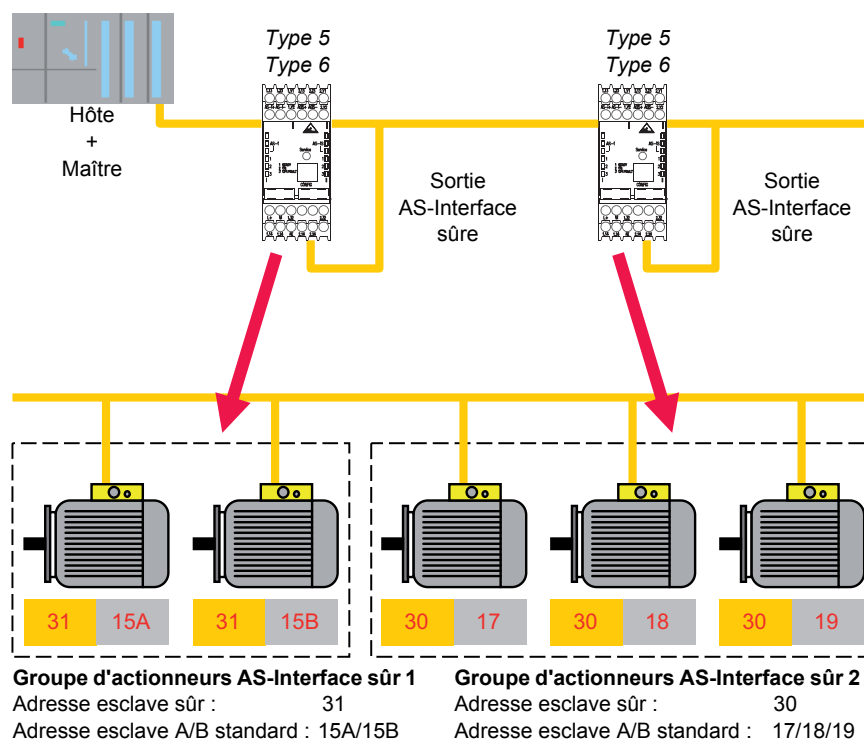 Type 5
Type 6
Type 5
Type 6
Hôte
+
Maître
Sortie
AS-Interface
sûre
Sortie
AS-Interface
sûre
31 15A
31 15B
30 17
30 18
30 19
Groupe d'actionneurs AS-Interface sûr 1
Adresse esclave sûr : 31
Adresse esclave A/B standard : 15A/15B
Groupe d'actionneurs AS-Interface sûr 2
Adresse esclave sûr : 30
Adresse esclave A/B standard : 17/18/19